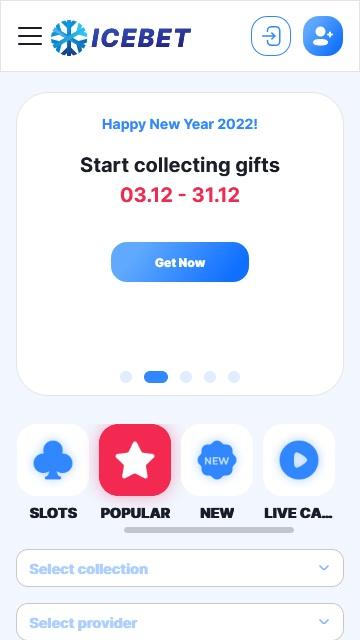 ICEBET
Happy New Year 2022!
Start collecting gifts
03.12 - 31.12
Get Now
NEW
SLOTS
POPULAR
NEW
LIVE CA...
Select collection
Select provider